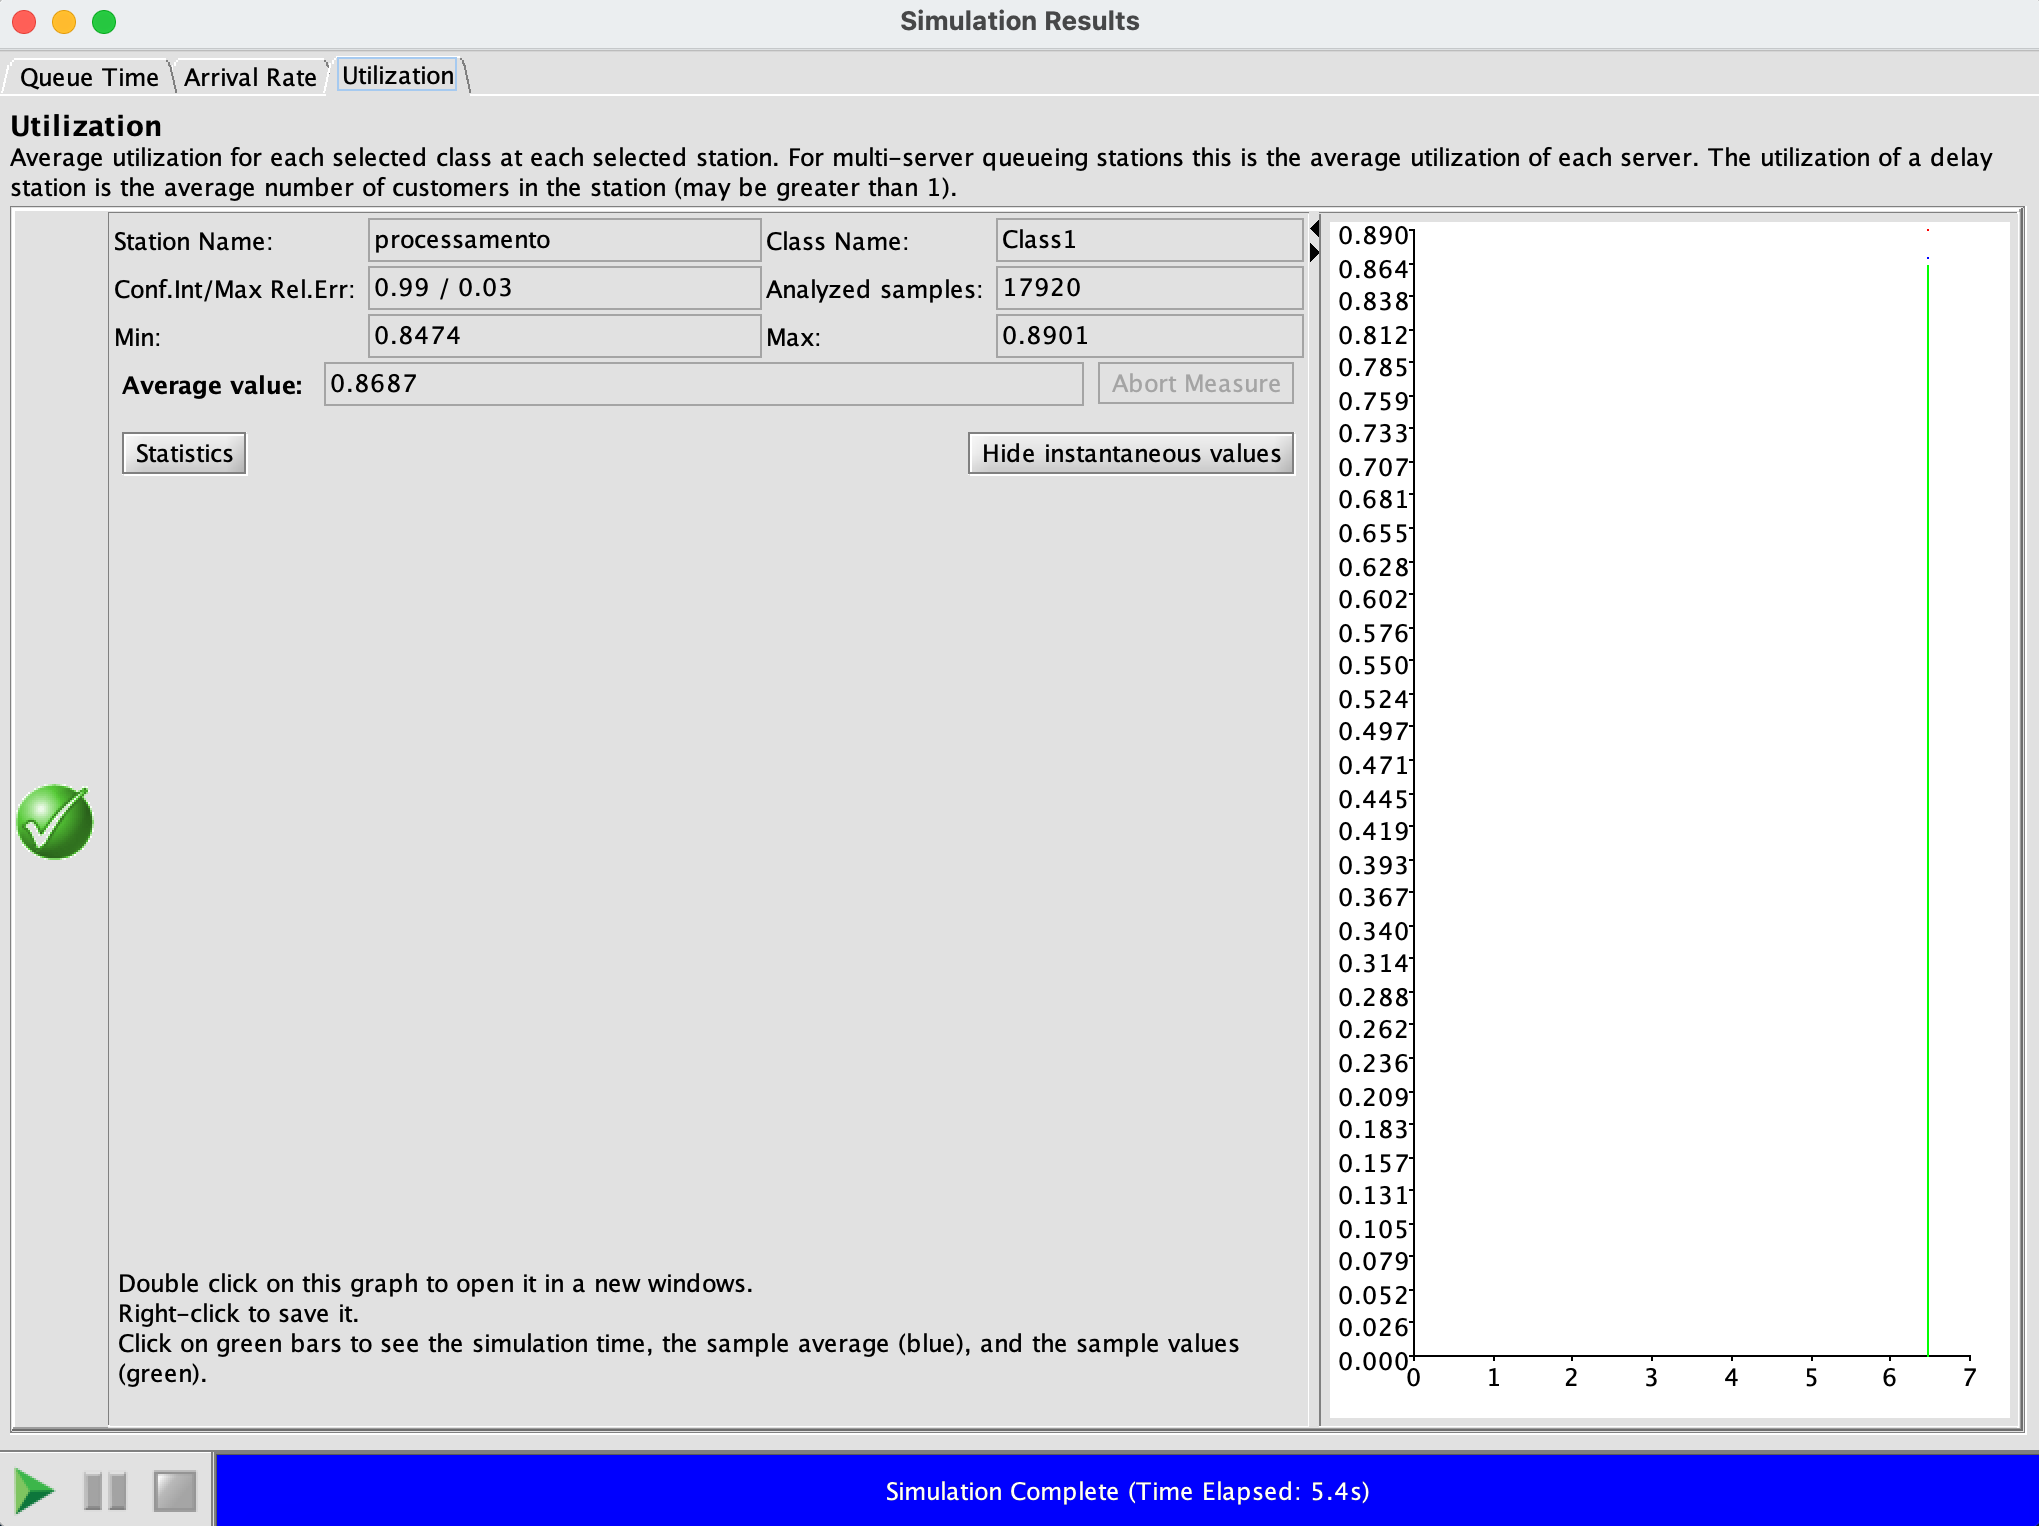 Simulation Results
Queue Time
Arrival Rate
Utilization
Utilization
Average utilization for each selected class at each selected station. For multi-server queueing stations this is the average utilization of each server. The utilization of a delay
station is the average number of customers in the station (may be greater than 1).
Station Name: processamento Class Name: Class1
Conf.Int/Max Rel.Err: 0.99 / 0.03 Analyzed samples: 17920
Min: 0.8474 Max: 0.8901
Average value: 0.8687 Abort Measure
Statistics Hide instantaneous values
Double click on this graph to open it in a new windows.
Right-click to save it.
Click on green bars to see the simulation time, the sample average (blue), and the sample values
(green).
0.890
0.864
0.838
0.812
0.785
0.759
0.733
0.707
0.681
0.655
0.628
0.602
0.576
0.550
0.524
0.497
0.471
0.445
0.419
0.393
0.367
0.340
0.314
0.288
0.262
0.236
0.209
0.183
0.157
0.131
0.105
0.079
0.052
0.026
0.000
0 1 2 3 4 5 6 7
Simulation Complete (Time Elapsed: 5.4s)